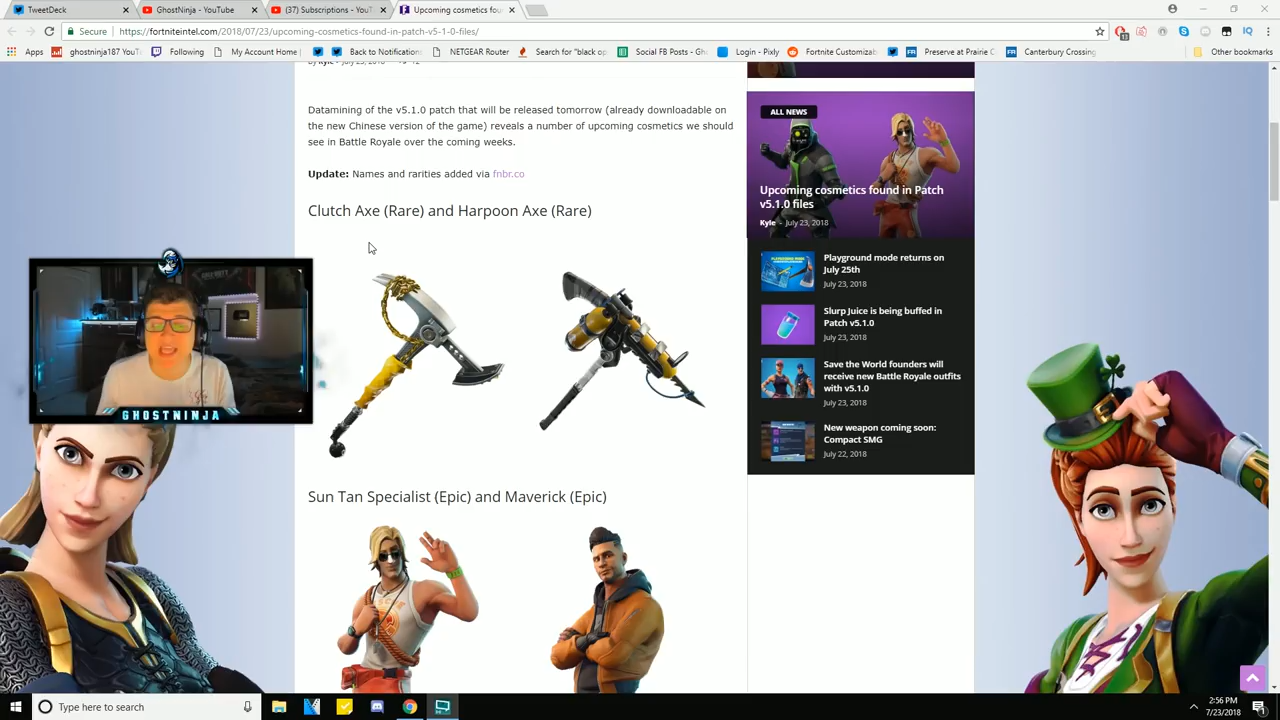 TweetDeck
GhostNinja - YouTube
(37) Subscriptions - YouT
Upcoming cosmetics fou
Secure
https://fortniteintel.com/2018/07/23/upcoming-cosmetics-found-in-patch-v5-1-0-files/
Apps
ghostninja187 YouT
Following
My Account Home
Back to Notification
NETGEAR Router
Search for "black op
Social FB Posts - Gh
Login - Pixly
Fortnite Customizab
Preserve at Prairie C
Canterbury Crossing
Other bookmarks
Datamining of the v5.1.0 patch that will be released tomorrow (already downloadable on
the new Chinese version of the game) reveals a number of upcoming cosmetics we should
see in Battle Royale over the coming weeks.
Update: Names and rarities added via fnbr.co
Clutch Axe (Rare) and Harpoon Axe (Rare)
GHOSTNINJA
Sun Tan Specialist (Epic) and Maverick (Epic)
ALL NEWS
Upcoming cosmetics found in Patch
v5.1.0 files
Kyle - July 23, 2018
Playground mode returns on
July 25th
July 23, 2018
Slurp Juice is being buffed in
Patch v5.1.0
July 23, 2018
Save the World founders will
receive new Battle Royale outfits
with v5.1.0
July 23, 2018
New weapon coming soon:
Compact SMG
July 22, 2018
Type here to search
2:56 PM
7/23/2018